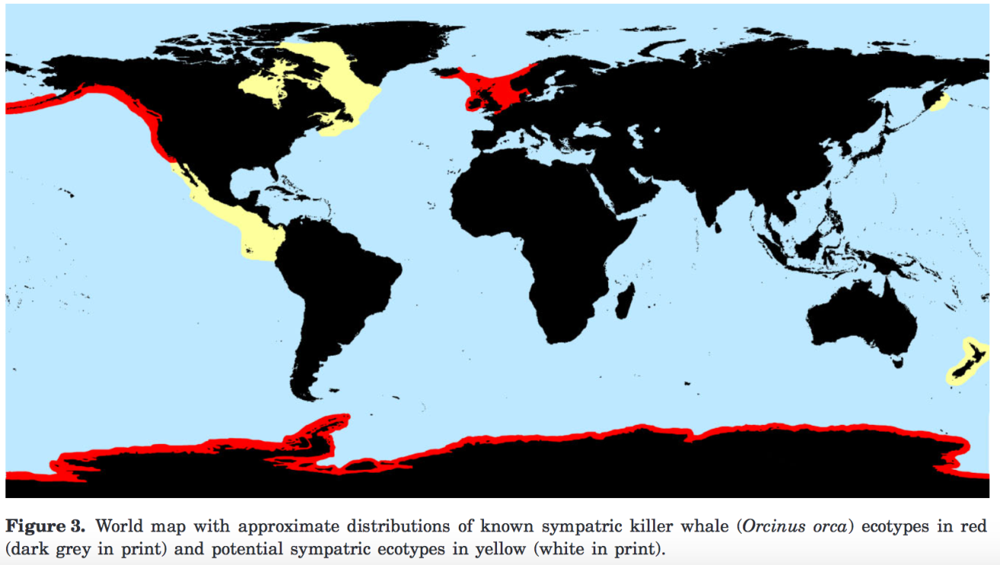 Figure 3. World map with approximate distributions of known sympatric killer whale (Orcinus orca) ecotypes in red
(dark grey in print) and potential sympatric ecotypes in yellow (white in print).